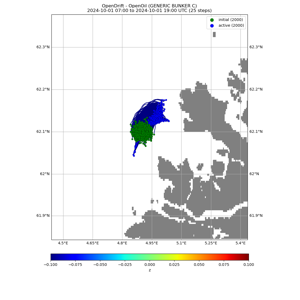 OpenDrift - OpenOil (GENERIC BUNKER C)
2024-10-01 07:00 to 2024-10-01 19:00 UTC (25 steps)
initial (2000)
active (2000)
62.3°N
62.3°N
62.2°N
62.2°N
62.1°N
62.1°N
62°N
62°N
61.9°N
61.9°N
4.5°E
4.65°E
4.8°E
4.95°E
5.1°E
5.25°E
5.4°E
−0.100
−0.075
−0.050
−0.025
0.000
0.025
0.050
0.075
0.100